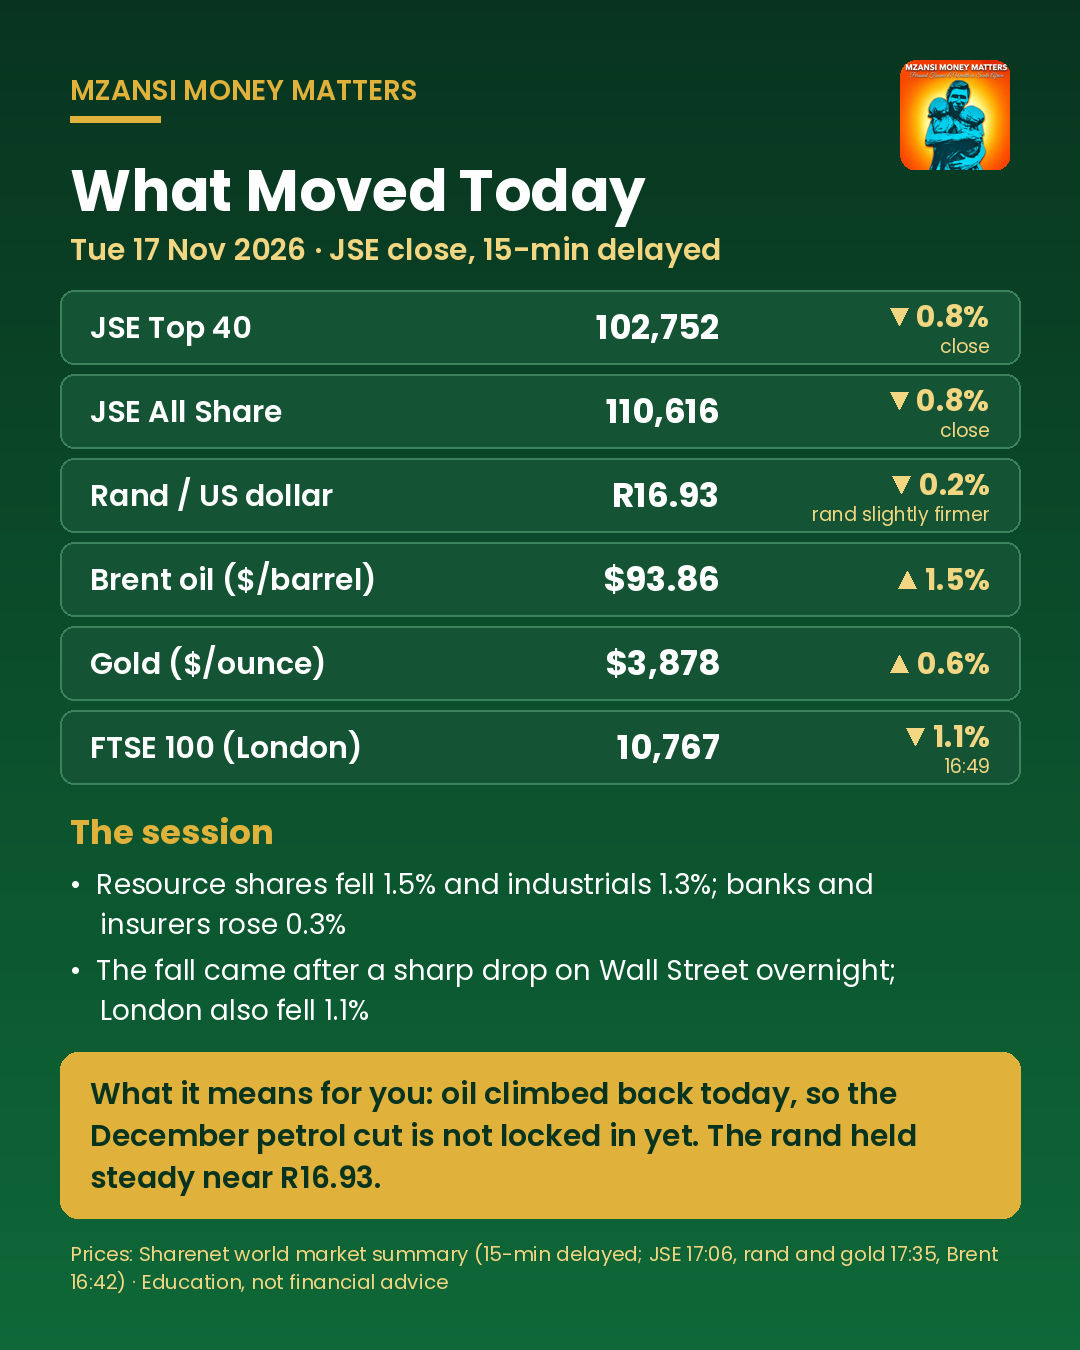 MZANSI MONEY MATTERS
MZANSI MONEY MATTERS
What Moved Today
Tue 17 Nov 2026 · JSE close, 15-min delayed
JSE Top 40 102,752 ▼ 0.8%
close
JSE All Share 110,616 ▼ 0.8%
close
Rand / US dollar R16.93 ▼ 0.2%
rand slightly firmer
Brent oil ($/barrel) $93.86 ▲ 1.5%
Gold ($/ounce) $3,878 ▲ 0.6%
FTSE 100 (London) 10,767 ▼ 1.1%
16:49
The session
• Resource shares fell 1.5% and industrials 1.3%; banks and
insurers rose 0.3%
• The fall came after a sharp drop on Wall Street overnight;
London also fell 1.1%
What it means for you: oil climbed back today, so the
December petrol cut is not locked in yet. The rand held
steady near R16.93.
Prices: Sharenet world market summary (15-min delayed; JSE 17:06, rand and gold 17:35, Brent
16:42) · Education, not financial advice